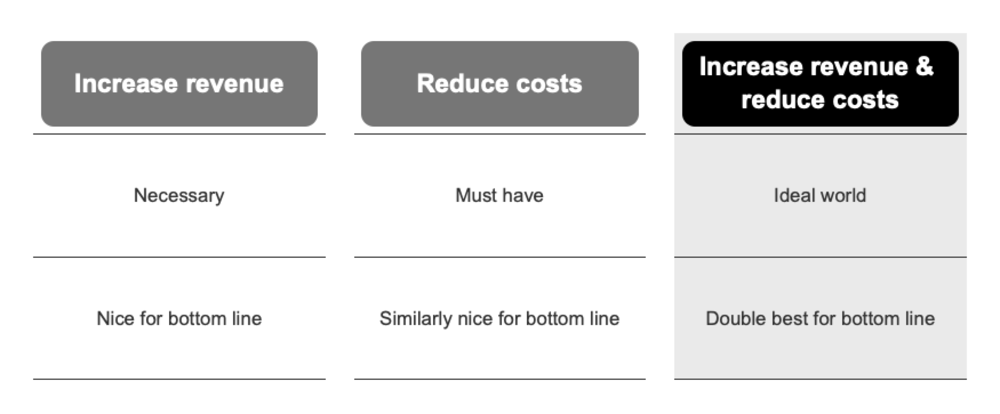 Increase revenue
Reduce costs
Increase revenue &
reduce costs
Necessary
Must have
Ideal world
Nice for bottom line
Similarly nice for bottom line
Double best for bottom line